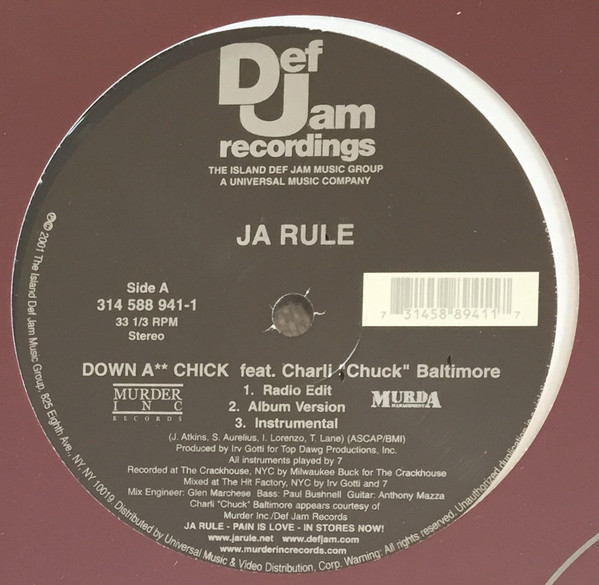 Def
Jam
recordings
THE ISLAND DEF JAM MUSIC GROUP
A UNIVERSAL MUSIC COMPANY
JA RULE
Side A
314 588 941-1
33 1/3 RPM
Stereo
7 31458 89411 7
DOWN A** CHICK feat. Charli "Chuck" Baltimore
MURDER
INC
RECORDS
1. Radio Edit
2. Album Version
3. Instrumental
MURDA
MANAGEMENT
(J. Atkins, S. Aurelius, I. Lorenzo, T. Lane) (ASCAP/BMI)
Produced by Irv Gotti for Top Dawg Productions, Inc.
All instruments played by 7
Recorded at The Crackhouse, NYC by Milwaukee Buck for The Crackhouse
Mixed at The Hit Factory, NYC by Irv Gotti and 7
Mix Engineer: Glen Marchese Bass: Paul Bushnell Guitar: Anthony Mazza
Charli "Chuck" Baltimore appears courtesy of
Murder Inc./Def Jam Records
JA RULE - PAIN IS LOVE - IN STORES NOW!
www.jarule.net www.defjam.com
www.murderincrecords.com
℗© 2001 The Island Def Jam Music Group, 825 Eighth Ave., NY, NY 10019. Distributed by Universal Music & Video Distribution, Corp. Warning: All rights reserved. Unauthorized duplication is